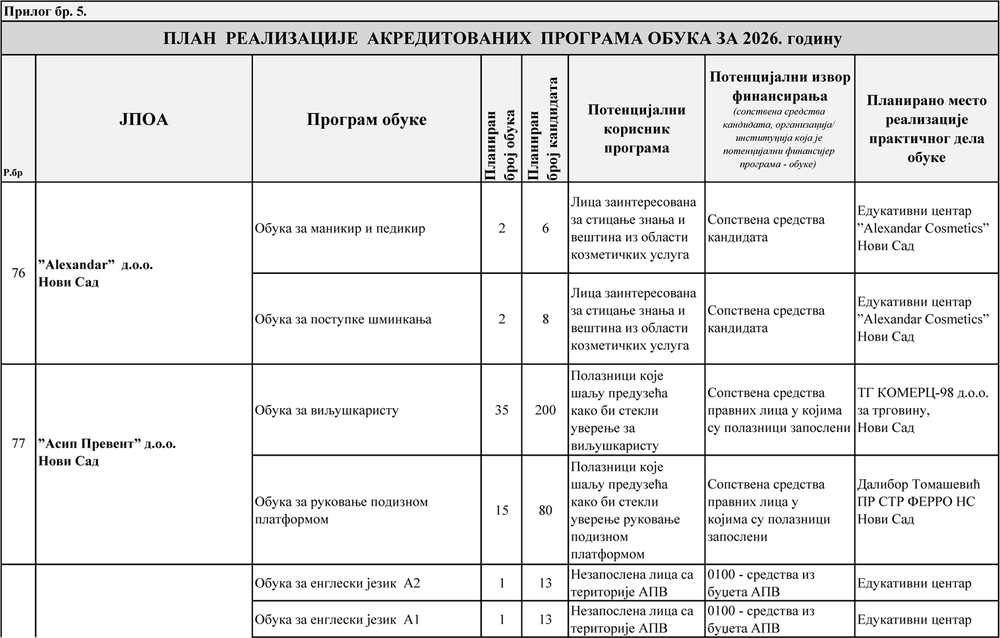 Прилог бр. 5.
ПЛАН РЕАЛИЗАЦИЈЕ АКРЕДИТОВАНИХ ПРОГРАМА ОБУКА ЗА 2026. годину
Р.бр
ЈПОА
Програм обуке
Планиран
број обука
Планиран
број кандидата
Потенцијални
корисник
програма
Потенцијални извор
финансирања
(сопствена средства
кандидата, организација/
институција која је
потенцијални финансијер
програма - обуке)
Планирано место
реализације
практичног дела
обуке
76
”Alexandar” д.о.о.
Нови Сад
Обука за маникир и педикир
2
6
Лица заинтересована
за стицање знања и
вештина из области
козметичких услуга
Сопствена средства
кандидата
Едукативни центар
”Alexandar Cosmetics”
Нови Сад
Обука за поступке шминкања
2
8
Лица заинтересована
за стицање знања и
вештина из области
козметичких услуга
Сопствена средства
кандидата
Едукативни центар
”Alexandar Cosmetics”
Нови Сад
77
”Асип Превент” д.о.о.
Нови Сад
Обука за виљушкаристу
35
200
Полазници које
шаљу предузећа
како би стекли
уверење за
виљушкаристу
Сопствена средства
правних лица у којима
су полазници запослени
ТГ КОМЕРЦ-98 д.о.о.
за трговину,
Нови Сад
Обука за руковање подизном
платформом
15
80
Полазници које
шаљу предузећа
како би стекли
уверење руковање
подизном
платформом
Сопствена средства
правних лица у
којима су полазници
запослени
Далибор Томашевић
ПР СТР ФЕРРО НС
Нови Сад
Обука за енглески језик А2
1
13
Незапослена лица са
територије АПВ
0100 - средства из
буџета АПВ
Едукативни центар
Обука за енглески језик А1
1
13
Незапослена лица са
територије АПВ
0100 - средства из
буџета АПВ
Едукативни центар